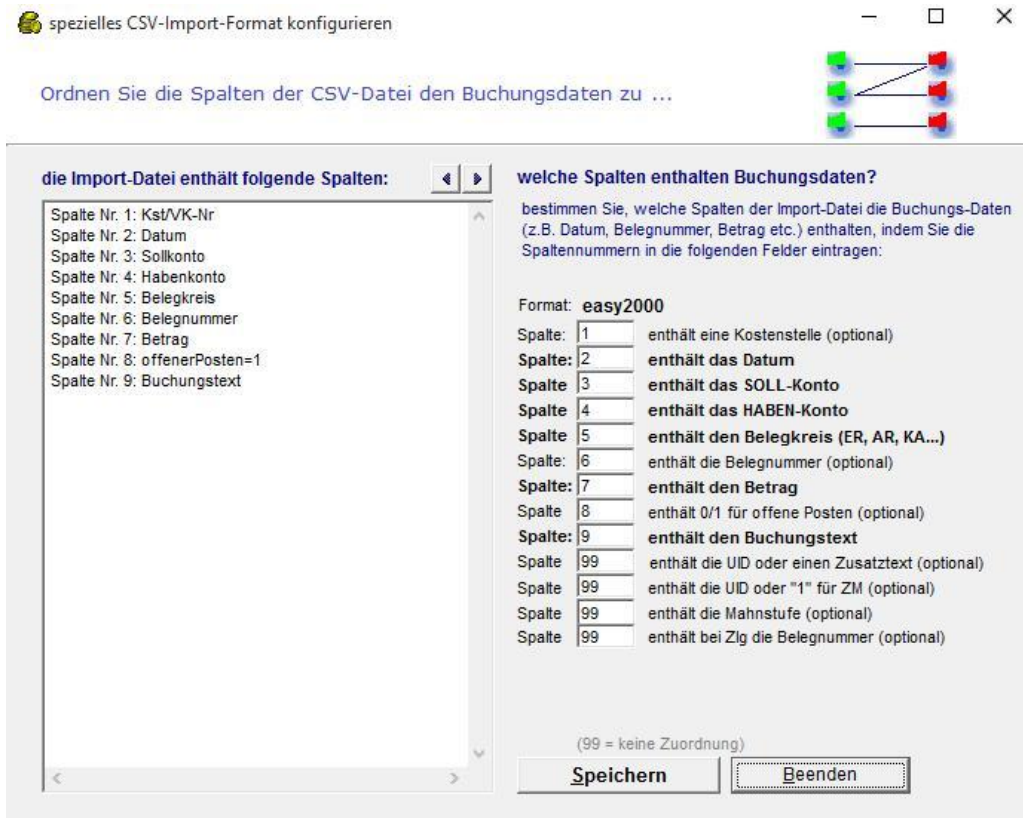 spezielles CSV-Import-Format konfigurieren
Ordnen Sie die Spalten der CSV-Datei den Buchungsdaten zu ...
die Import-Datei enthält folgende Spalten:
Spalte Nr. 1: Kst/VK-Nr
Spalte Nr. 2: Datum
Spalte Nr. 3: Sollkonto
Spalte Nr. 4: Habenkonto
Spalte Nr. 5: Belegkreis
Spalte Nr. 6: Belegnummer
Spalte Nr. 7: Betrag
Spalte Nr. 8: offenerPosten=1
Spalte Nr. 9: Buchungstext
welche Spalten enthalten Buchungsdaten?
bestimmen Sie, welche Spalten der Import-Datei die Buchungs-Daten
(z.B. Datum, Belegnummer, Betrag etc.) enthalten, indem Sie die
Spaltennummern in die folgenden Felder eintragen:
Format: easy2000
Spalte: 1 enthält eine Kostenstelle (optional)
Spalte: 2 enthält das Datum
Spalte 3 enthält das SOLL-Konto
Spalte 4 enthält das HABEN-Konto
Spalte 5 enthält den Belegkreis (ER, AR, KA...)
Spalte: 6 enthält die Belegnummer (optional)
Spalte: 7 enthält den Betrag
Spalte 8 enthält 0/1 für offene Posten (optional)
Spalte: 9 enthält den Buchungstext
Spalte 99 enthält die UID oder einen Zusatztext (optional)
Spalte 99 enthält die UID oder "1" für ZM (optional)
Spalte 99 enthält die Mahnstufe (optional)
Spalte 99 enthält bei Zlg die Belegnummer (optional)
(99 = keine Zuordnung)
Speichern Beenden